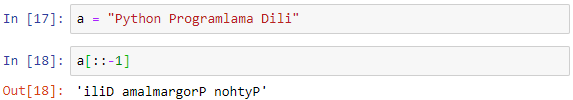 In [17]: a = "Python Programlama Dili"
In [18]: a[::-1]
Out[18]: 'iliD amalmargorP nohtyP'